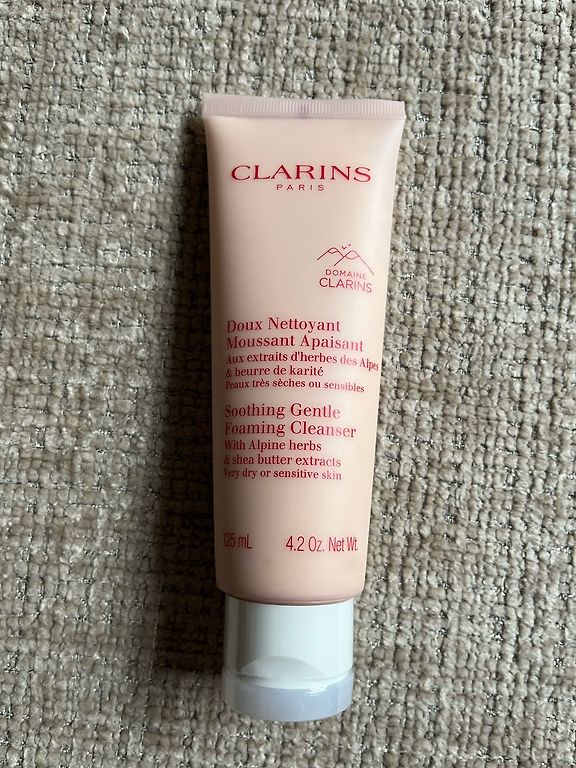 CLARINS
PARIS
DOMAINE
CLARINS
Doux Nettoyant
Moussant Apaisant
Aux extraits d'herbes des Alpes
& beurre de karité
Peaux très sèches ou sensibles
Soothing Gentle
Foaming Cleanser
With Alpine herbs
& shea butter extracts
Very dry or sensitive skin
125 mL 4.2 Oz. Net Wt.